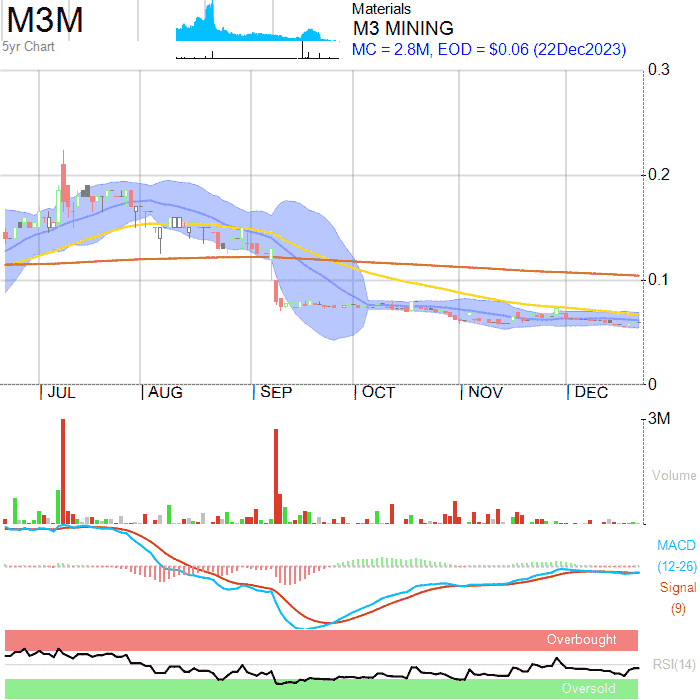 M3M
5yr Chart
Materials
M3 MINING
MC = 2.8M, EOD = $0.06 (22Dec2023)
0.3
0.2
0.1
0
JUL AUG SEP OCT NOV DEC
3M
Volume
MACD
(12-26)
Signal
(9)
Overbought
RSI(14)
Oversold